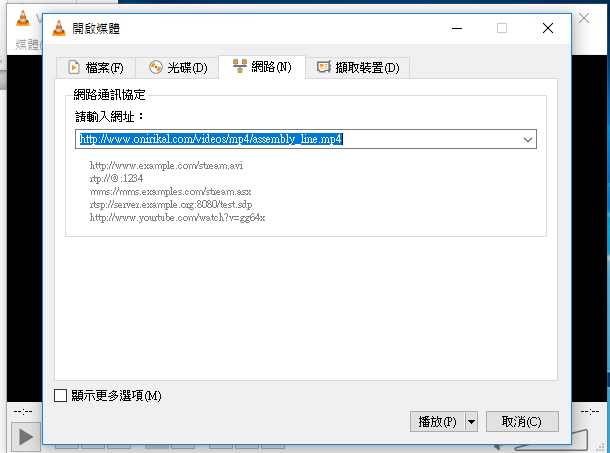 V
開啟媒體
媒體(
檔案(F)
光碟(D)
網路(N)
擷取裝置(D)
網路通訊協定
請輸入網址：
http://www.onirikal.com/videos/mp4/assembly_line.mp4
http://www.example.com/stream.avi
rtp://@:1234
mms://mms.examples.com/stream.asx
rtsp://server.example.org:8080/test.sdp
http://www.yourtube.com/watch?v=gg64x
顯示更多選項(M)
--:--
--:--
播放(P)
取消(C)